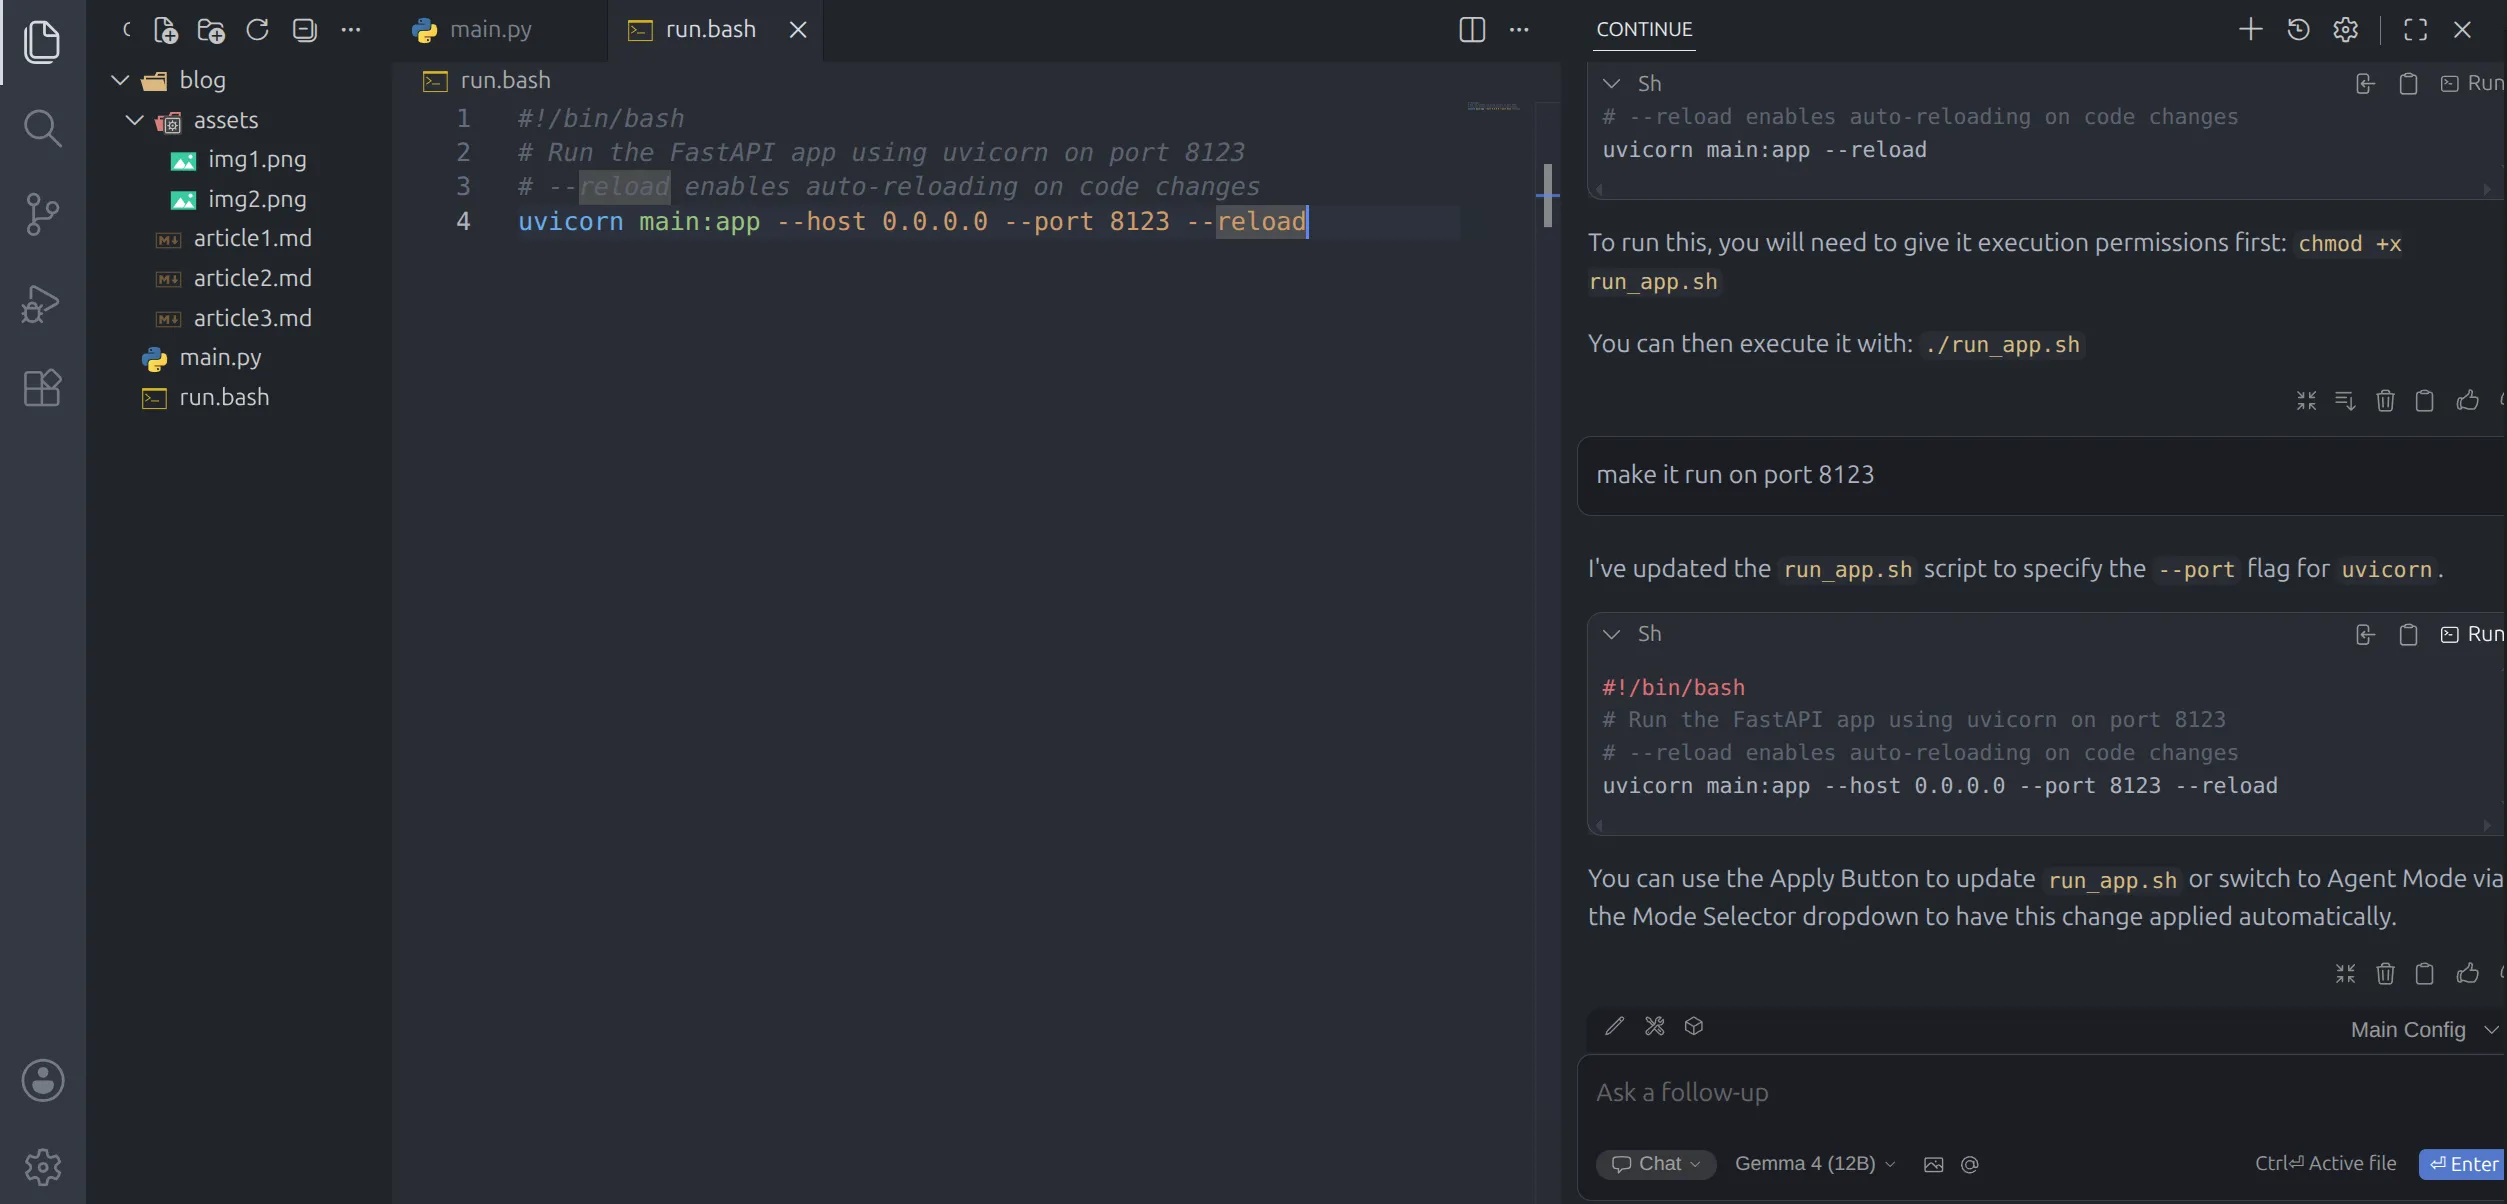 main.py
run.bash
CONTINUE
blog
assets
img1.png
img2.png
article1.md
article2.md
article3.md
main.py
run.bash
run.bash
1 #!/bin/bash
2 # Run the FastAPI app using uvicorn on port 8123
3 # --reload enables auto-reloading on code changes
4 uvicorn main:app --host 0.0.0.0 --port 8123 --reload
Sh
Run
# --reload enables auto-reloading on code changes
uvicorn main:app --reload
To run this, you will need to give it execution permissions first: chmod +x
run_app.sh
You can then execute it with: ./run_app.sh
make it run on port 8123
I've updated the run_app.sh script to specify the --port flag for uvicorn.
Sh
Run
#!/bin/bash
# Run the FastAPI app using uvicorn on port 8123
# --reload enables auto-reloading on code changes
uvicorn main:app --host 0.0.0.0 --port 8123 --reload
You can use the Apply Button to update run_app.sh or switch to Agent Mode via
the Mode Selector dropdown to have this change applied automatically.
Main Config
Ask a follow-up
Chat
Gemma 4 (12B)
@
Ctrl⏎ Active file
⏎ Enter